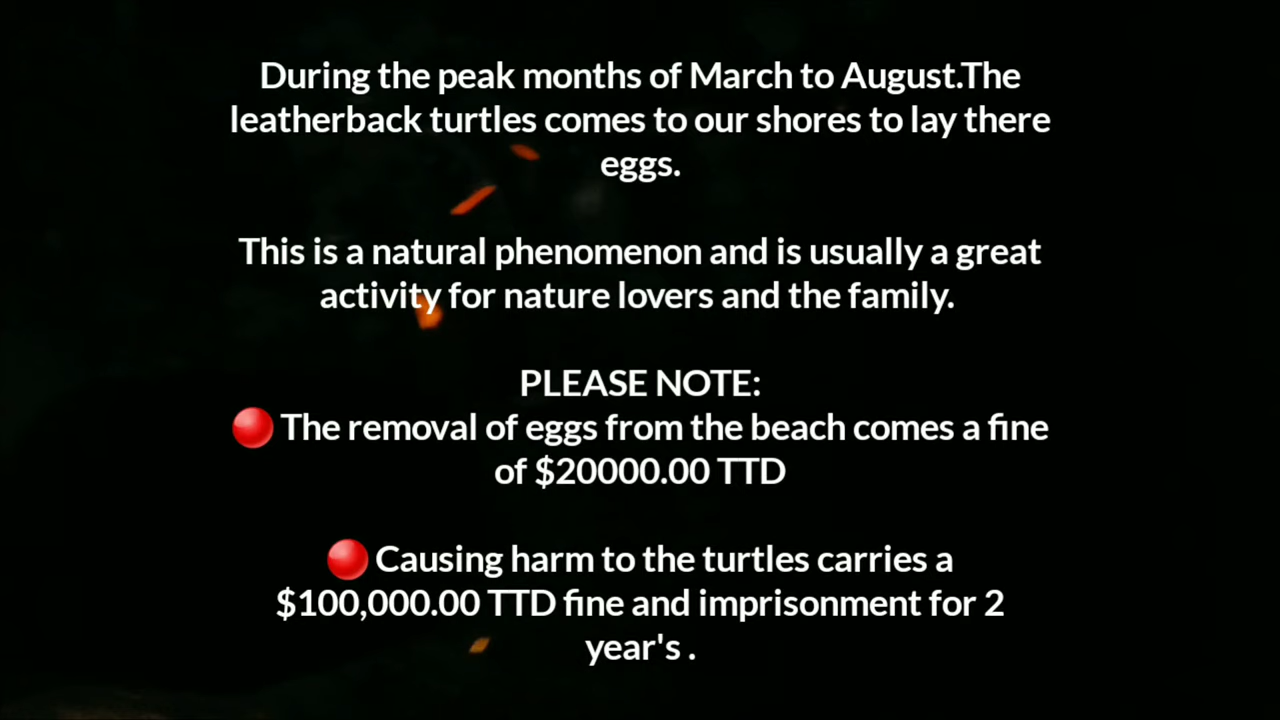 During the peak months of March to August.The
leatherback turtles comes to our shores to lay there
eggs.
This is a natural phenomenon and is usually a great
activity for nature lovers and the family.
PLEASE NOTE:
🔴 The removal of eggs from the beach comes a fine
of $20000.00 TTD
🔴 Causing harm to the turtles carries a
$100,000.00 TTD fine and imprisonment for 2
year's .